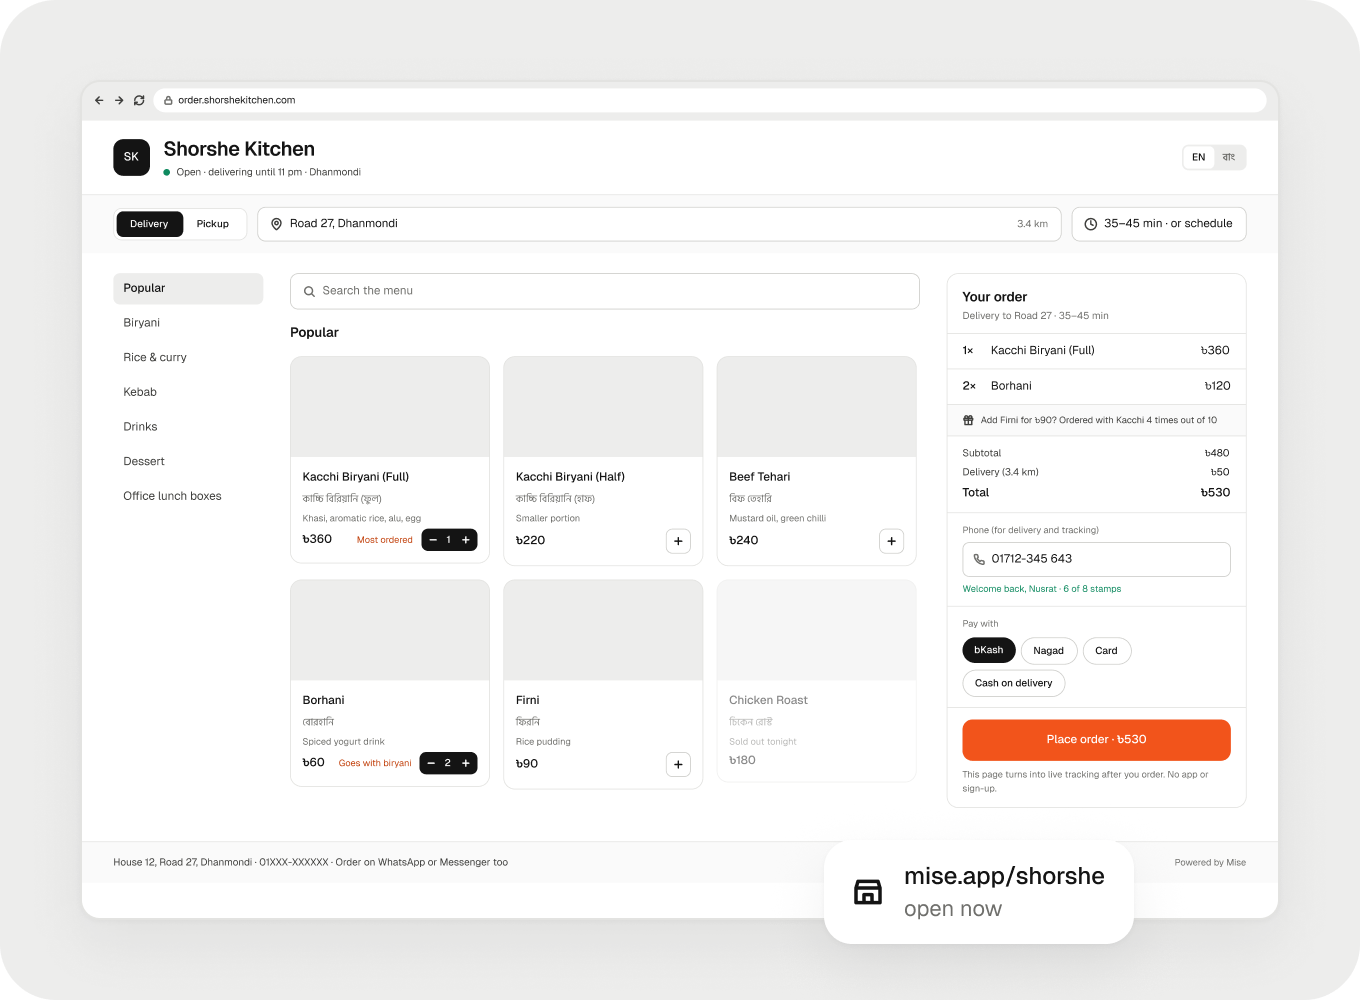 order.shorshekitchen.com
SK
Shorshe Kitchen
Open · delivering until 11 pm · Dhanmondi
EN
বাং
Delivery
Pickup
Road 27, Dhanmondi
3.4 km
35–45 min · or schedule
Popular
Biryani
Rice & curry
Kebab
Drinks
Dessert
Office lunch boxes
Search the menu
Popular
Kacchi Biryani (Full)
কাচ্চি বিরিয়ানি (ফুল)
Khasi, aromatic rice, alu, egg
৳360
Most ordered
− 1 +
Kacchi Biryani (Half)
কাচ্চি বিরিয়ানি (হাফ)
Smaller portion
৳220
+
Beef Tehari
বিফ তেহারি
Mustard oil, green chilli
৳240
+
Borhani
বোরহানি
Spiced yogurt drink
৳60
Goes with biryani
− 2 +
Firni
ফিরনি
Rice pudding
৳90
+
Chicken Roast
চিকেন রোস্ট
Sold out tonight
৳180
Your order
Delivery to Road 27 · 35–45 min
1× Kacchi Biryani (Full) ৳360
2× Borhani ৳120
Add Firni for ৳90? Ordered with Kacchi 4 times out of 10
Subtotal ৳480
Delivery (3.4 km) ৳50
Total ৳530
Phone (for delivery and tracking)
01712-345 643
Welcome back, Nusrat · 6 of 8 stamps
Pay with
bKash
Nagad
Card
Cash on delivery
Place order · ৳530
This page turns into live tracking after you order. No app or
sign-up.
House 12, Road 27, Dhanmondi · 01XXX-XXXXXX · Order on WhatsApp or Messenger too
Powered by Mise
mise.app/shorshe
open now